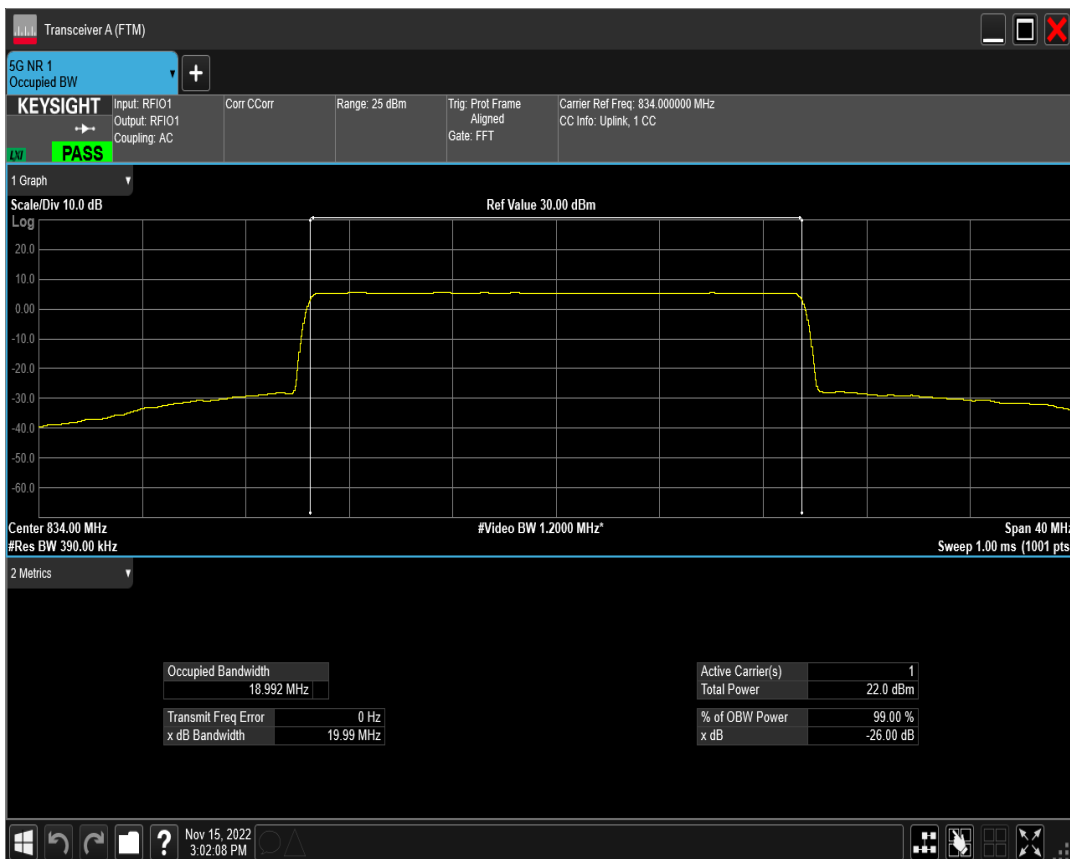 Transceiver A (FTM)
5G NR 1
Occupied BW
+
KEYSIGHT
LXI
PASS
Input: RFIO1
Output: RFIO1
Coupling: AC
Corr CCorr
Range: 25 dBm
Trig: Prot Frame
Aligned
Gate: FFT
Carrier Ref Freq: 834.000000 MHz
CC Info: Uplink, 1 CC
1 Graph
Scale/Div 10.0 dB
Ref Value 30.00 dBm
Log
20.0
10.0
0.00
-10.0
-20.0
-30.0
-40.0
-50.0
-60.0
Center 834.00 MHz
#Video BW 1.2000 MHz*
Span 40 MHz
#Res BW 390.00 kHz
Sweep 1.00 ms (1001 pts
2 Metrics
Occupied Bandwidth
18.992 MHz
Transmit Freq Error 0 Hz
x dB Bandwidth 19.99 MHz
Active Carrier(s) 1
Total Power 22.0 dBm
% of OBW Power 99.00 %
x dB -26.00 dB
?
Nov 15, 2022
3:02:08 PM